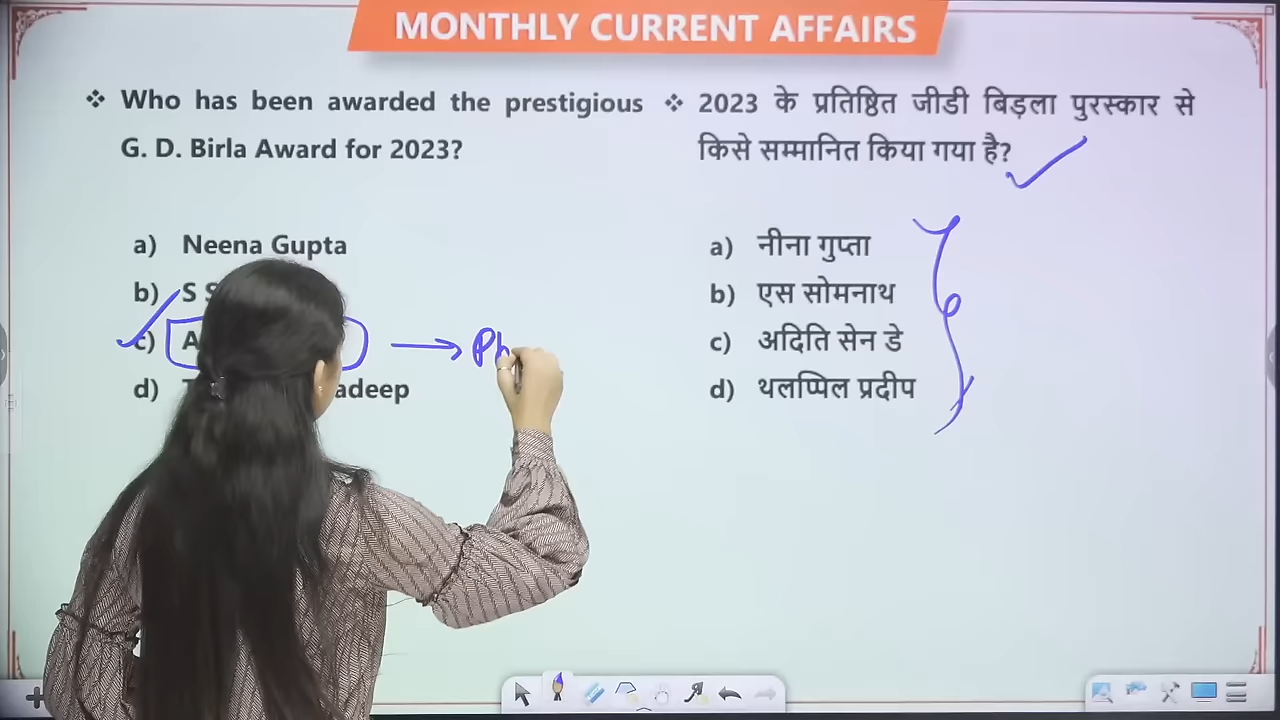 MONTHLY CURRENT AFFAIRS
❖ Who has been awarded the prestigious
G. D. Birla Award for 2023?
a) Neena Gupta
b) S S
c) A
d) T adeep
→ Ph
❖ 2023 के प्रतिष्ठित जीडी बिड़ला पुरस्कार से
किसे सम्मानित किया गया है?
a) नीना गुप्ता
b) एस सोमनाथ
c) अदिति सेन डे
d) थलप्पिल प्रदीप